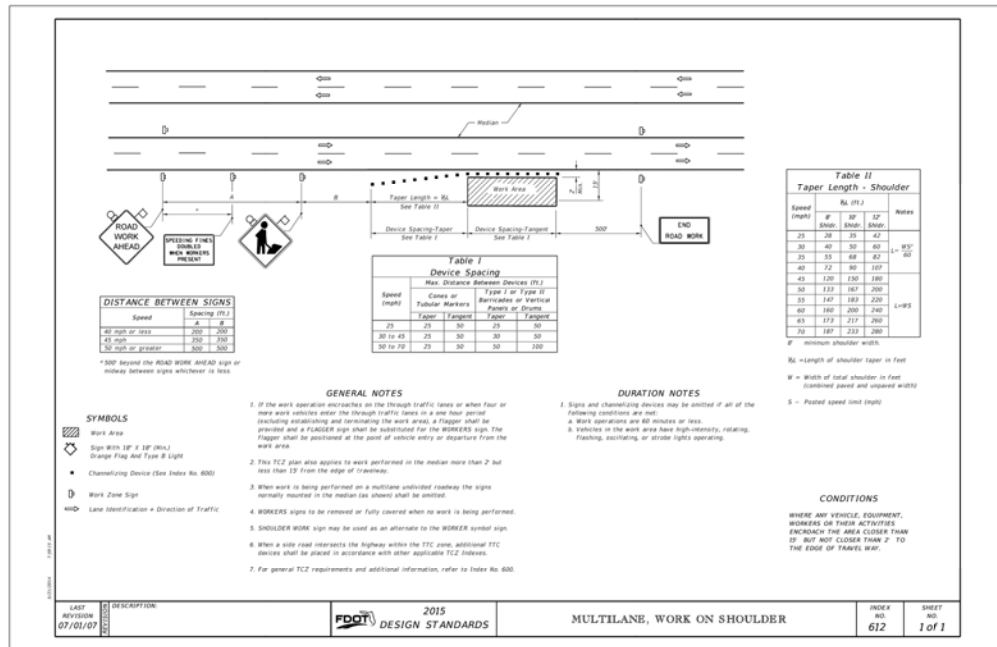 Median
A
B
Taper Length = ⅓L
See Table II
Work Area
2' Min.
15'
Device Spacing-Taper
See Table I
Device Spacing-Tangent
See Table I
500'
*
ROAD
WORK
AHEAD
SPEEDING FINES
DOUBLED
WHEN WORKERS
PRESENT
END
ROAD WORK
Table II
Taper Length - Shoulder
Speed (mph) ⅓L (ft.) Notes
8' Shldr. 10' Shldr. 12' Shldr.
25 28 35 42
30 40 50 60
35 55 68 82
40 72 90 107
L= WS²/60
45 120 150 180
50 133 167 200
55 147 183 220
60 160 200 240
65 173 217 260
70 187 233 280
L=WS
8' minimum shoulder width.
⅓L =Length of shoulder taper in feet
W = Width of total shoulder in feet
(combined paved and unpaved width)
S = Posted speed limit (mph)
Table I
Device Spacing
Speed (mph) Max. Distance Between Devices (ft.)
Cones or Tubular Markers
Type I or Type II Barricades or Vertical Panels or Drums
Taper Tangent Taper Tangent
25 25 50 25 50
30 to 45 25 50 30 50
50 to 70 25 50 50 100
DISTANCE BETWEEN SIGNS
Speed Spacing (ft.)
A B
40 mph or less 200 200
45 mph 350 350
50 mph or greater 500 500
*500' beyond the ROAD WORK AHEAD sign or
midway between signs whichever is less.
SYMBOLS
Work Area
Sign With 18" X 18" (Min.)
Orange Flag And Type B Light
Channelizing Device (See Index No. 600)
Work Zone Sign
Lane Identification + Direction of Traffic
GENERAL NOTES
1. If the work operation encroaches on the through traffic lanes or when four or
more work vehicles enter the through traffic lanes in a one hour period
(excluding establishing and terminating the work area), a flagger shall be
provided and a FLAGGER sign shall be substituted for the WORKERS sign. The
flagger shall be positioned at the point of vehicle entry or departure from the
work area.
2. This TCZ plan also applies to work performed in the median more than 2' but
less than 15' from the edge of travelway.
3. When work is being performed on a multilane undivided roadway the signs
normally mounted in the median (as shown) shall be omitted.
4. WORKERS signs to be removed or fully covered when no work is being performed.
5. SHOULDER WORK sign may be used as an alternate to the WORKER symbol sign.
6. When a side road intersects the highway within the TTC zone, additional TTC
devices shall be placed in accordance with other applicable TCZ Indexes.
7. For general TCZ requirements and additional information, refer to Index No. 600.
DURATION NOTES
1. Signs and channelizing devices may be omitted if all of the
following conditions are met:
a. Work operations are 60 minutes or less.
b. Vehicles in the work area have high-intensity, rotating,
flashing, oscillating, or strobe lights operating.
CONDITIONS
WHERE ANY VEHICLE, EQUIPMENT,
WORKERS OR THEIR ACTIVITIES
ENCROACH THE AREA CLOSER THAN
15' BUT NOT CLOSER THAN 2' TO
THE EDGE OF TRAVEL WAY.
LAST
REVISION
07/01/07
REVISION
DESCRIPTION:
FDOT
2015
DESIGN STANDARDS
MULTILANE, WORK ON SHOULDER
INDEX
NO.
612
SHEET
NO.
1 of 1